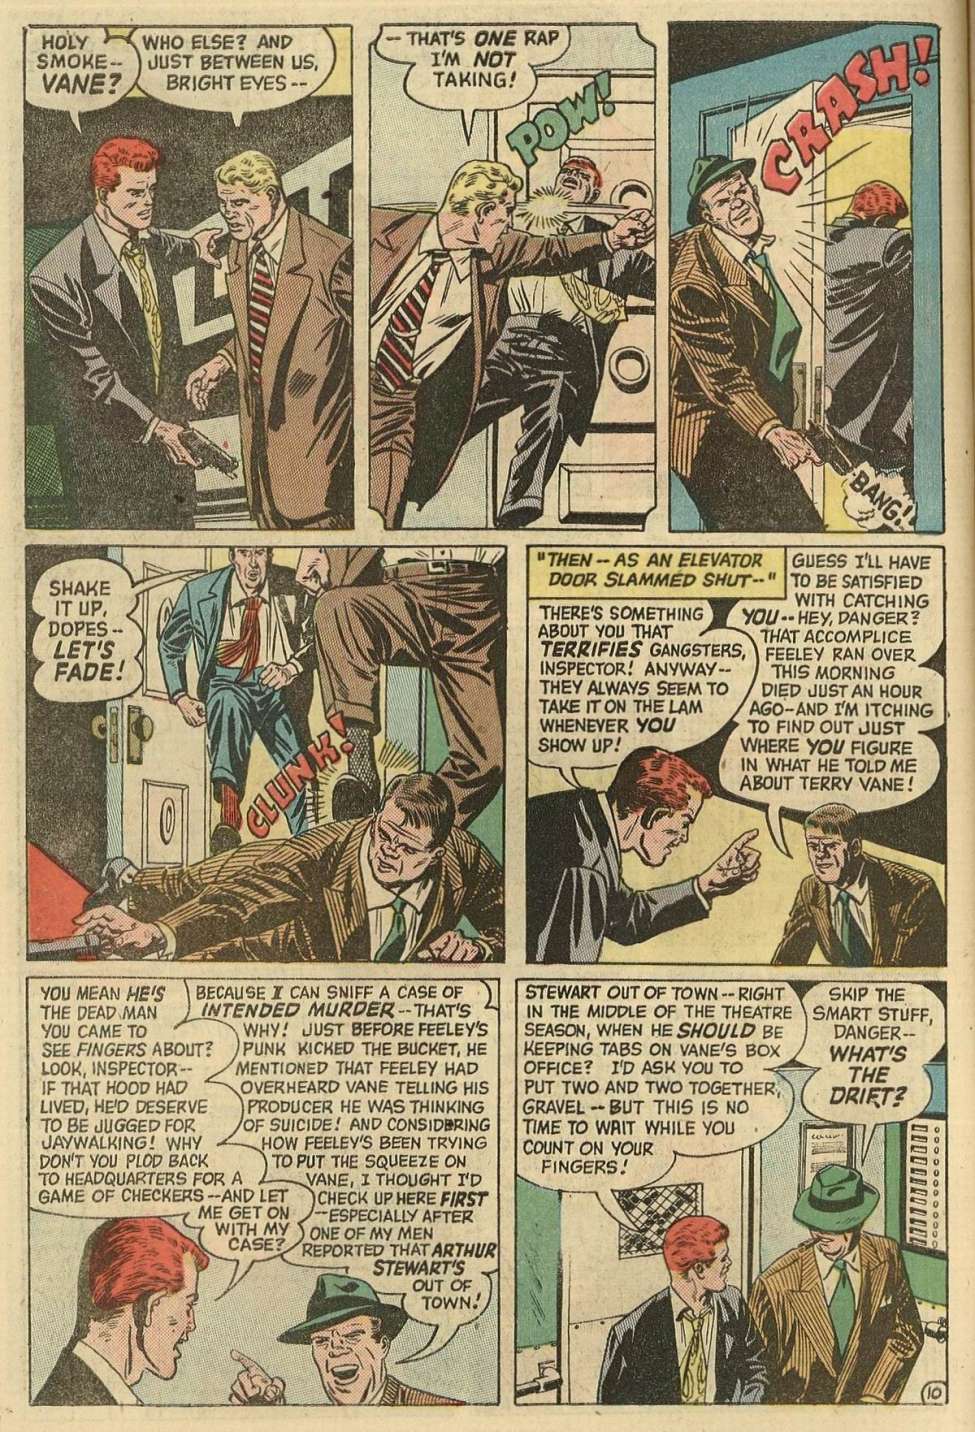 HOLY
SMOKE--
VANE?
WHO ELSE? AND
JUST BETWEEN US,
BRIGHT EYES--
-- THAT'S ONE RAP
I'M NOT
TAKING!
POW!
CRASH!
BANG!
SHAKE
IT UP,
DOPES--
LET'S
FADE!
CLUNK!
"THEN -- AS AN ELEVATOR
DOOR SLAMMED SHUT--"
THERE'S SOMETHING
ABOUT YOU THAT
TERRIFIES GANGSTERS,
INSPECTOR! ANYWAY--
THEY ALWAYS SEEM TO
TAKE IT ON THE LAM
WHENEVER YOU
SHOW UP!
GUESS I'LL HAVE
TO BE SATISFIED
WITH CATCHING
YOU--HEY, DANGER?
THAT ACCOMPLICE
FEELEY RAN OVER
THIS MORNING
DIED JUST AN HOUR
AGO--AND I'M ITCHING
TO FIND OUT JUST
WHERE YOU FIGURE
IN WHAT HE TOLD ME
ABOUT TERRY VANE!
YOU MEAN HE'S
THE DEAD MAN
YOU CAME TO
SEE FINGERS ABOUT?
LOOK, INSPECTOR--
IF THAT HOOD HAD
LIVED, HE'D DESERVE
TO BE JUGGED FOR
JAYWALKING! WHY
DON'T YOU PLOD BACK
TO HEADQUARTERS FOR A
GAME OF CHECKERS--AND LET
ME GET ON
WITH MY
CASE?
BECAUSE I CAN SNIFF A CASE OF
INTENDED MURDER--THAT'S
WHY! JUST BEFORE FEELEY'S
PUNK KICKED THE BUCKET, HE
MENTIONED THAT FEELEY HAD
OVERHEARD VANE TELLING HIS
PRODUCER HE WAS THINKING
OF SUICIDE! AND CONSIDERING
HOW FEELEY'S BEEN TRYING
TO PUT THE SQUEEZE ON
VANE, I THOUGHT I'D
CHECK UP HERE FIRST
--ESPECIALLY AFTER
ONE OF MY MEN
REPORTED THAT ARTHUR
STEWART'S
OUT OF
TOWN!
STEWART OUT OF TOWN -- RIGHT
IN THE MIDDLE OF THE THEATRE
SEASON, WHEN HE SHOULD BE
KEEPING TABS ON VANE'S BOX
OFFICE? I'D ASK YOU TO
PUT TWO AND TWO TOGETHER,
GRAVEL -- BUT THIS IS NO
TIME TO WAIT WHILE YOU
COUNT ON YOUR
FINGERS!
SKIP THE
SMART STUFF,
DANGER--
WHAT'S
THE
DRIFT?
10